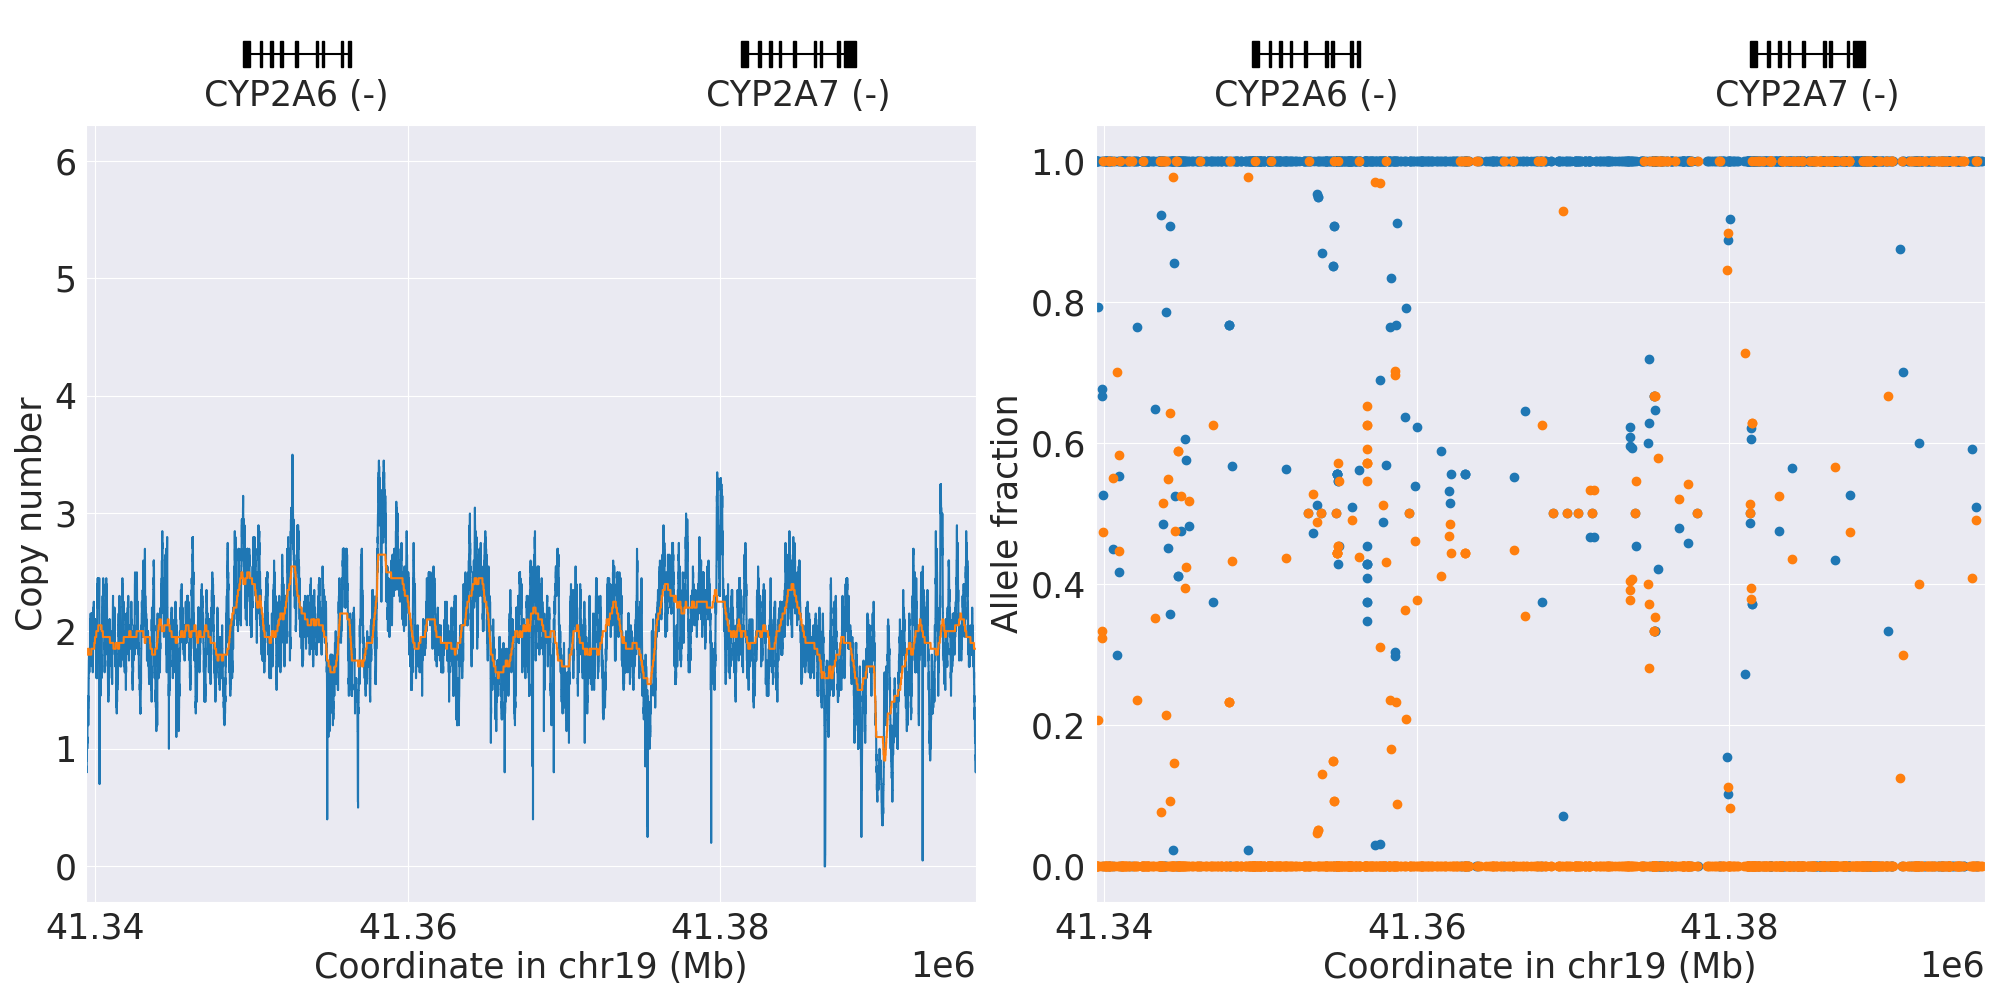 CYP2A6 (-)
CYP2A7 (-)
Copy number
6
5
4
3
2
1
0
41.34
41.36
41.38
Coordinate in chr19 (Mb)
1e6
CYP2A6 (-)
CYP2A7 (-)
Allele fraction
1.0
0.8
0.6
0.4
0.2
0.0
41.34
41.36
41.38
Coordinate in chr19 (Mb)
1e6